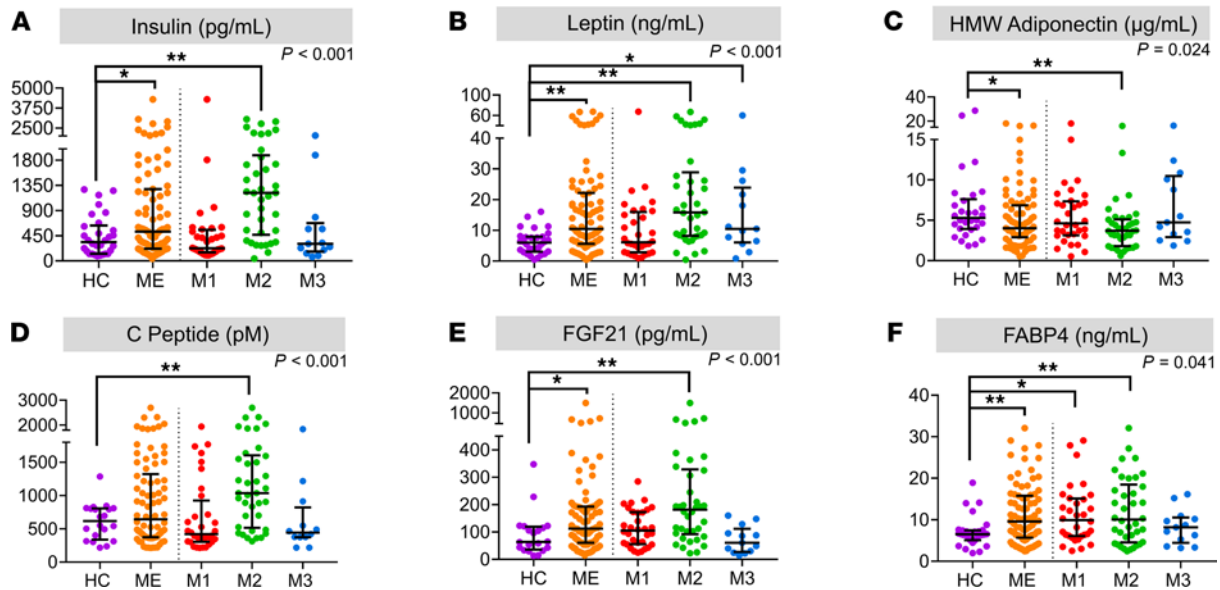 A
Insulin (pg/mL)
P < 0.001
**
*
5000
3750
2500
1800
1350
900
450
0
HC ME M1 M2 M3
B
Leptin (ng/mL)
P < 0.001
*
**
**
100
60
40
30
20
10
0
HC ME M1 M2 M3
C
HMW Adiponectin (µg/mL)
P = 0.024
**
*
40
20
15
10
5
0
HC ME M1 M2 M3
D
C Peptide (pM)
P < 0.001
**
3000
2000
1500
1000
500
0
HC ME M1 M2 M3
E
FGF21 (pg/mL)
P < 0.001
**
*
2000
1000
400
300
200
100
0
HC ME M1 M2 M3
F
FABP4 (ng/mL)
P = 0.041
**
*
**
40
30
20
10
0
HC ME M1 M2 M3